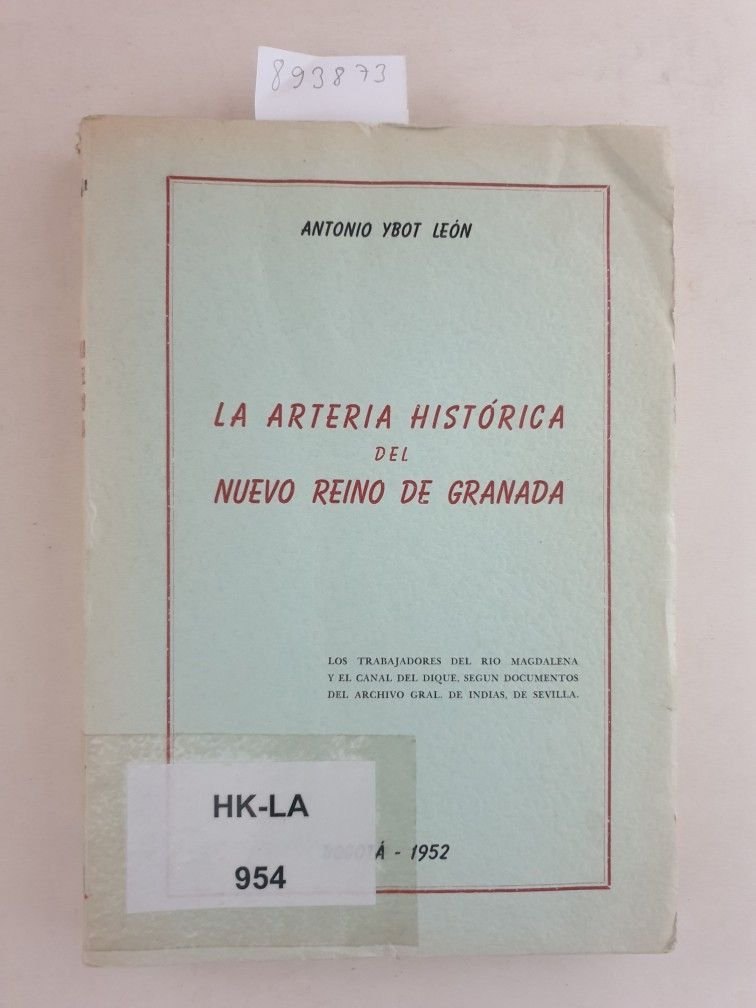 893873
ANTONIO YBOT LEÓN
LA ARTERIA HISTÓRICA
DEL
NUEVO REINO DE GRANADA
LOS TRABAJADORES DEL RIO MAGDALENA
Y EL CANAL DEL DIQUE, SEGUN DOCUMENTOS
DEL ARCHIVO GRAL. DE INDIAS, DE SEVILLA.
BOGOTÁ - 1952
HK-LA
954